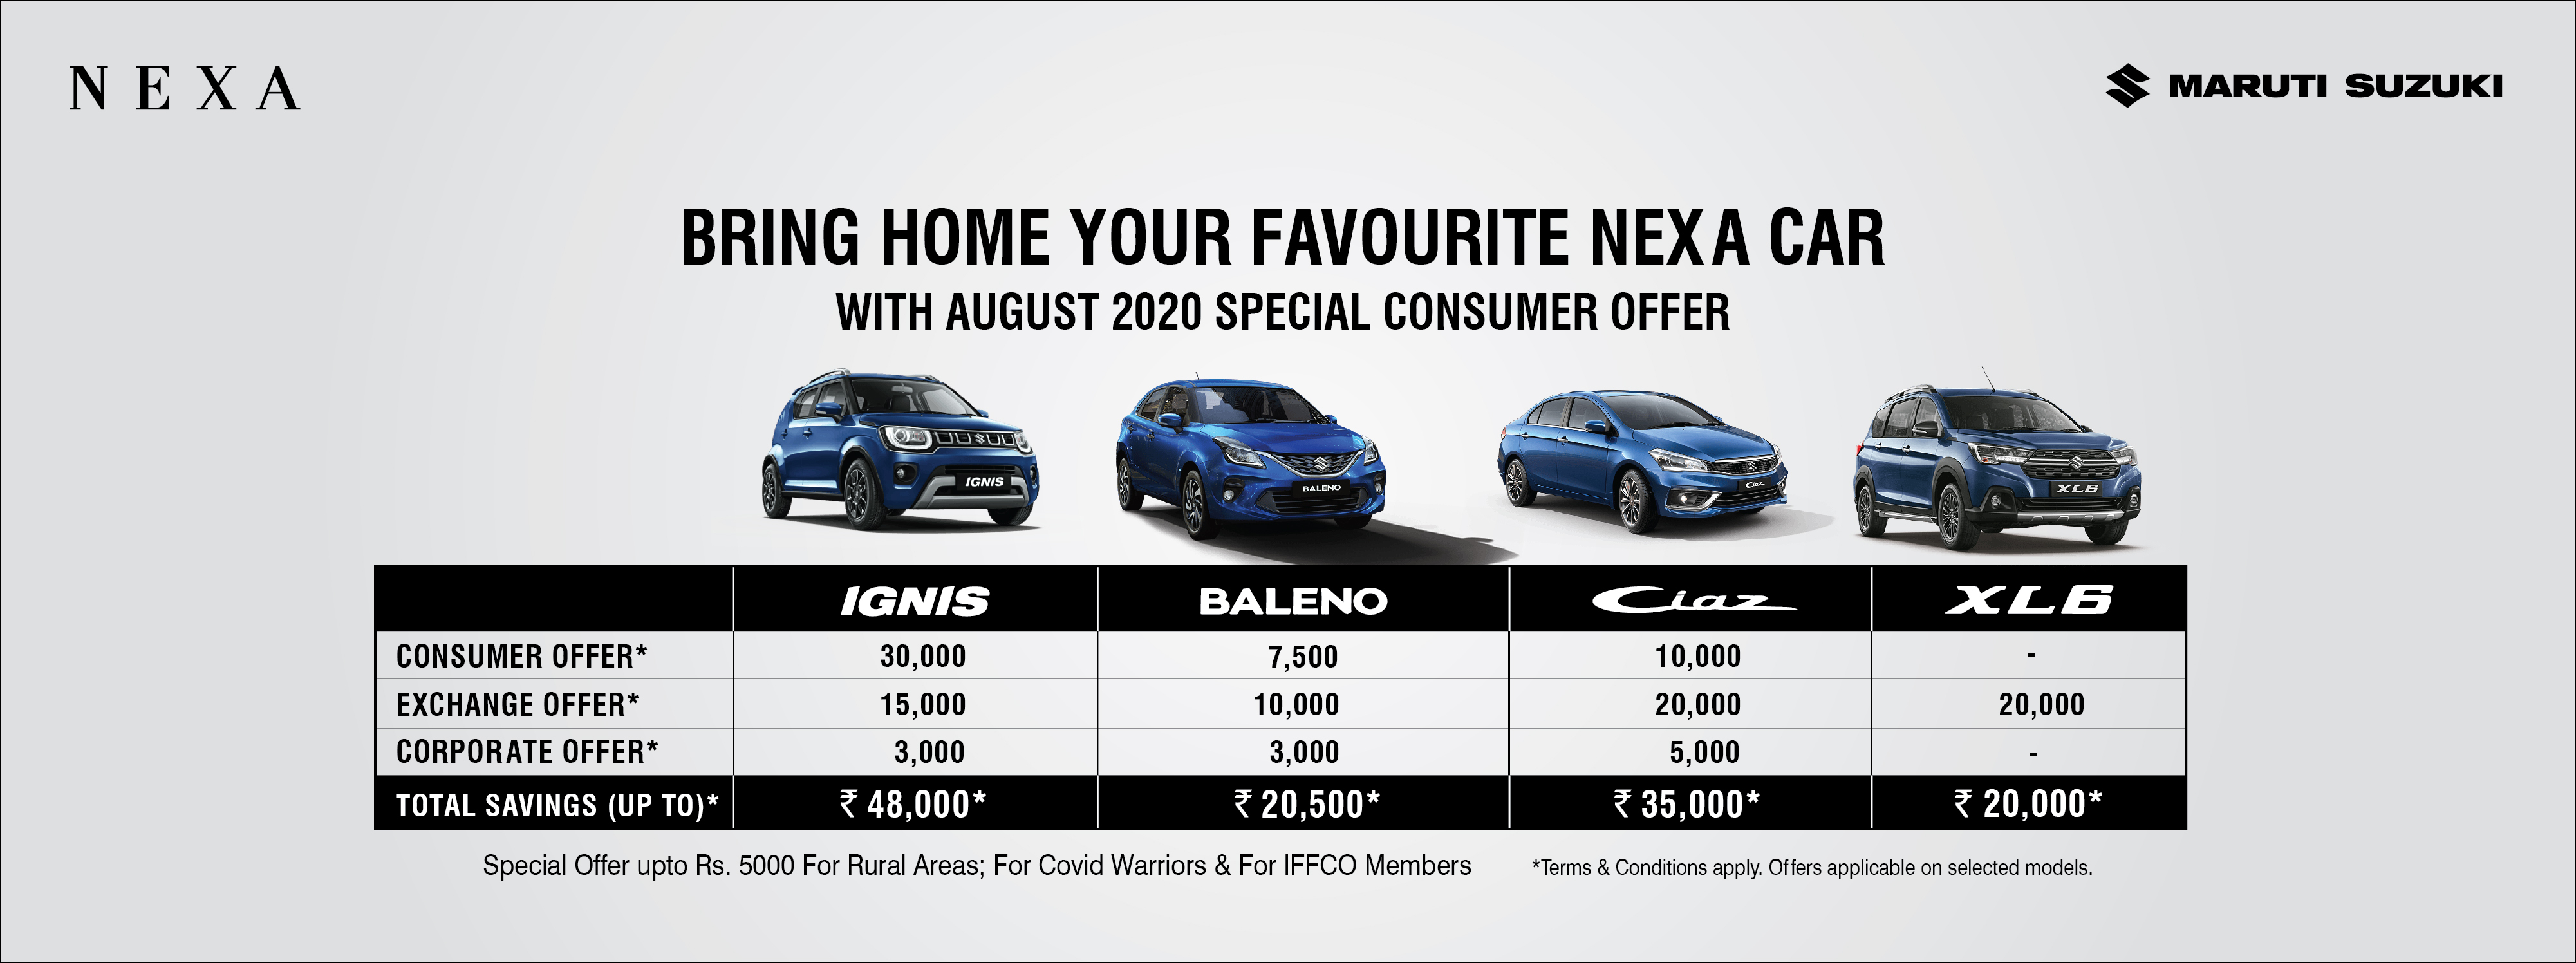 NEXA
MARUTI SUZUKI
BRING HOME YOUR FAVOURITE NEXA CAR
WITH AUGUST 2020 SPECIAL CONSUMER OFFER
IGNIS
BALENO
Ciaz
XL6
IGNIS BALENO Ciaz XL6
CONSUMER OFFER* 30,000 7,500 10,000 -
EXCHANGE OFFER* 15,000 10,000 20,000 20,000
CORPORATE OFFER* 3,000 3,000 5,000 -
TOTAL SAVINGS (UP TO)* ₹ 48,000* ₹ 20,500* ₹ 35,000* ₹ 20,000*
Special Offer upto Rs. 5000 For Rural Areas; For Covid Warriors & For IFFCO Members
*Terms & Conditions apply. Offers applicable on selected models.